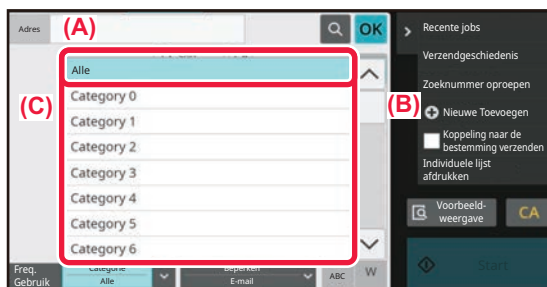 Adres
(A)
OK
Alle
(C)
Category 0
Category 1
Category 2
Category 3
Category 4
Category 5
Category 6
Freq.
Gebruik
Categorie
Alle
Beperken
E-mail
ABC
W
Recente jobs
Verzendgeschiedenis
Zoeknummer oproepen
(B)
Nieuwe Toevoegen
Koppeling naar de
bestemming verzenden
Individuele lijst
afdrukken
Voorbeeld-
weergave
CA
Start